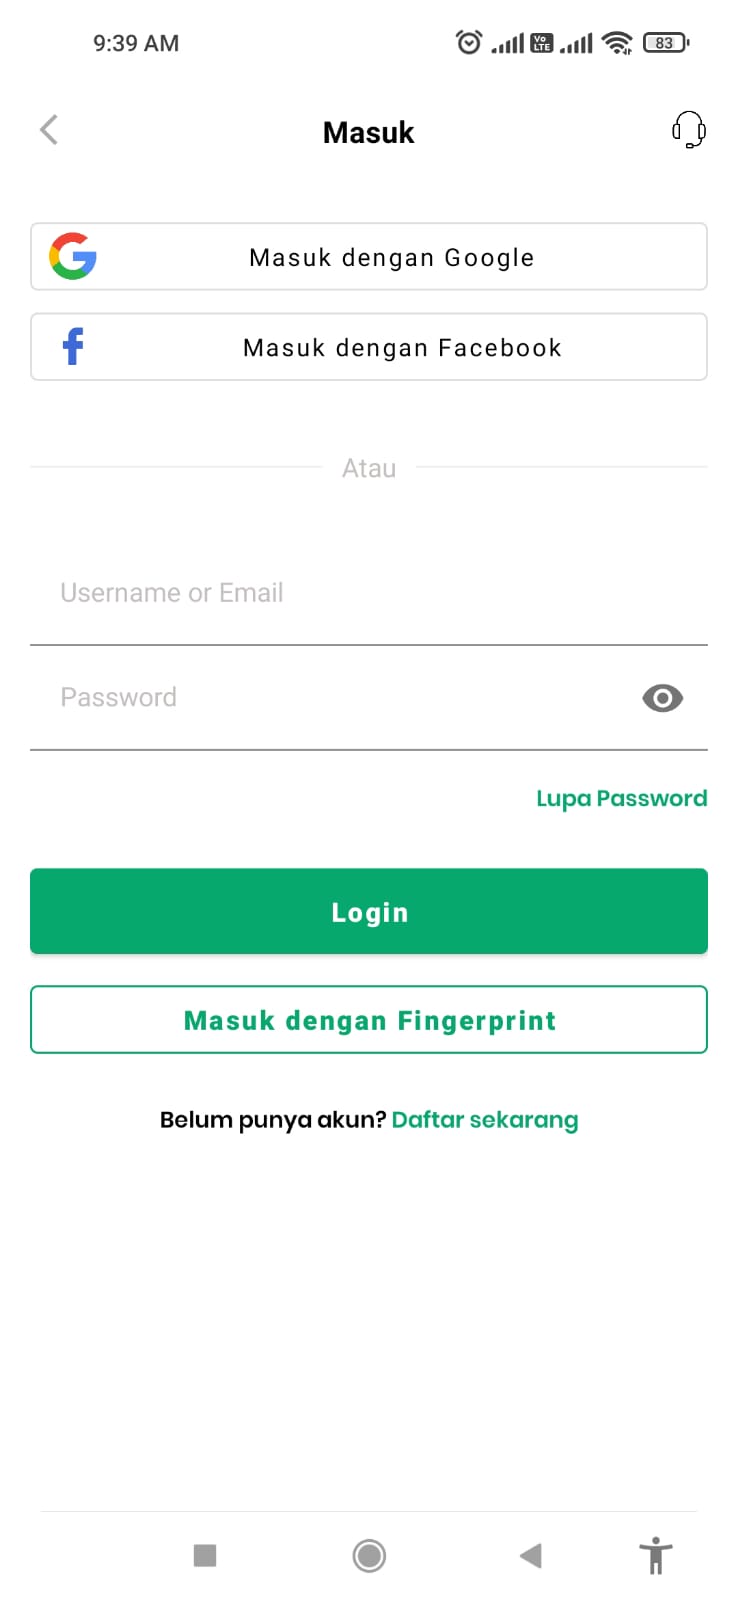 9:39 AM
Vo LTE
83
Masuk
Masuk dengan Google
Masuk dengan Facebook
Atau
Username or Email
Password
Lupa Password
Login
Masuk dengan Fingerprint
Belum punya akun? Daftar sekarang